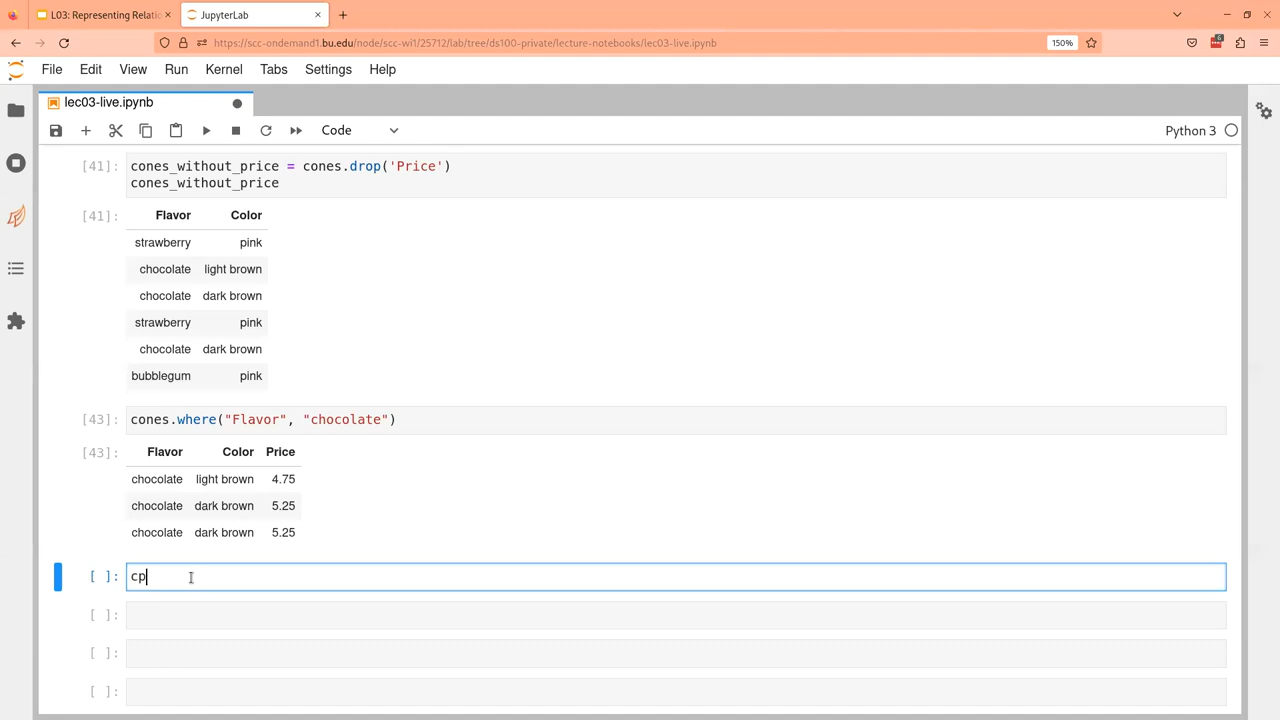 L03: Representing Relatio
JupyterLab
https://scc-ondemand1.bu.edu/node/scc-wi1/25712/lab/tree/ds100-private/lecture-notebooks/lec03-live.ipynb
150%
6
File Edit View Run Kernel Tabs Settings Help
lec03-live.ipynb
Code
Python 3
[41]: cones_without_price = cones.drop('Price')
cones_without_price
[41]: Flavor Color
strawberry pink
chocolate light brown
chocolate dark brown
strawberry pink
chocolate dark brown
bubblegum pink
[43]: cones.where("Flavor", "chocolate")
[43]: Flavor Color Price
chocolate light brown 4.75
chocolate dark brown 5.25
chocolate dark brown 5.25
[ ]: cp
[ ]:
[ ]:
[ ]: